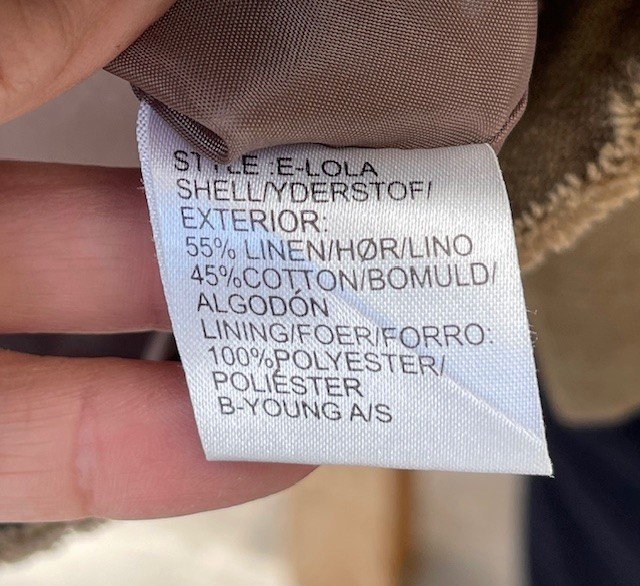 STYLE :E-LOLA
SHELL/YDERSTOF/
EXTERIOR:
55% LINEN/HØR/LINO
45%COTTON/BOMULD/
ALGODÓN
LINING/FOER/FORRO:
100%POLYESTER/
POLIÉSTER
B-YOUNG A/S